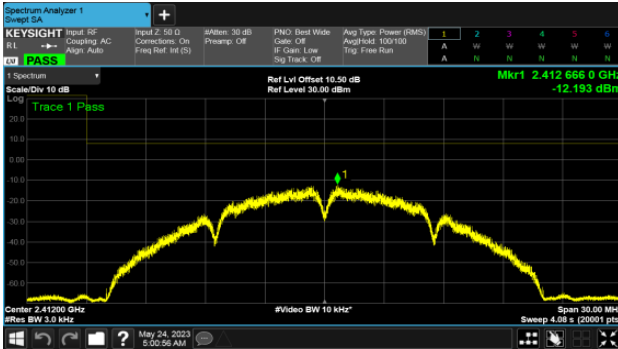 Spectrum Analyzer 1
Swept SA
+
KEYSIGHT Input: RF Input Z: 50 Ω #Atten: 30 dB PNO: Best Wide Avg Type: Power (RMS) 1 2 3 4 5 6
R L Coupling: AC Corrections: On Preamp: Off Gate: Off Avg|Hold: 100/100 A W W W W W
Align: Auto Freq Ref: Int (S) IF Gain: Low Trig: Free Run
LXI PASS Sig Track: Off A N N N N N
1 Spectrum Ref Lvl Offset 10.50 dB Mkr1 2.412 666 0 GHz
Scale/Div 10 dB Ref Level 30.00 dBm -12.193 dBm
Log Trace 1 Pass
20.0
10.0
0.00
-10.0
-20.0
-30.0
-40.0
-50.0
-60.0
1
Center 2.41200 GHz #Video BW 10 kHz* Span 30.00 MH
#Res BW 3.0 kHz Sweep 4.08 s (20001 pts
? May 24, 2023
5:00:56 AM